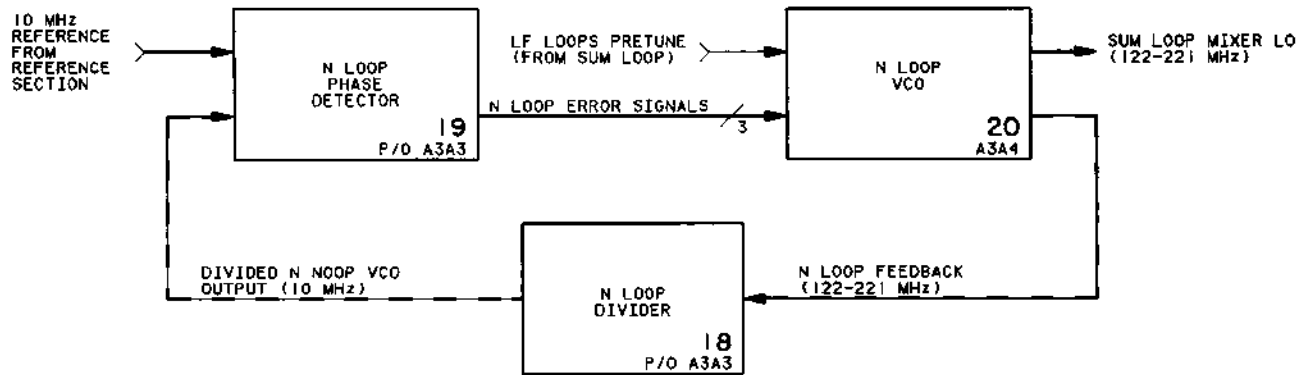 10 MHz
REFERENCE
FROM
REFERENCE
SECTION
N LOOP
PHASE
DETECTOR
19
P/O A3A3
LF LOOPS PRETUNE
(FROM SUM LOOP)
N LOOP ERROR SIGNALS
3
N LOOP
VCO
20
A3A4
SUM LOOP MIXER LO
(122-221 MHz)
DIVIDED N NOOP VCO
OUTPUT (10 MHz)
N LOOP
DIVIDER
18
P/O A3A3
N LOOP FEEDBACK
(122-221 MHz)